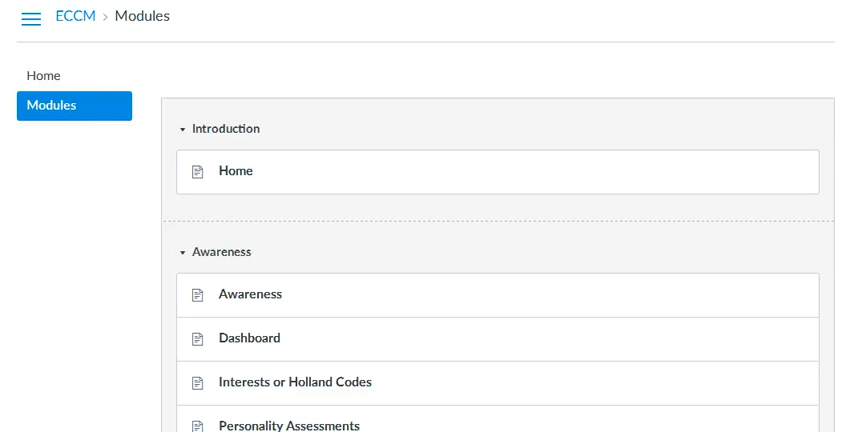 ECCM > Modules
Home
Modules
Introduction
Home
Awareness
Awareness
Dashboard
Interests or Holland Codes
Personality Assessments